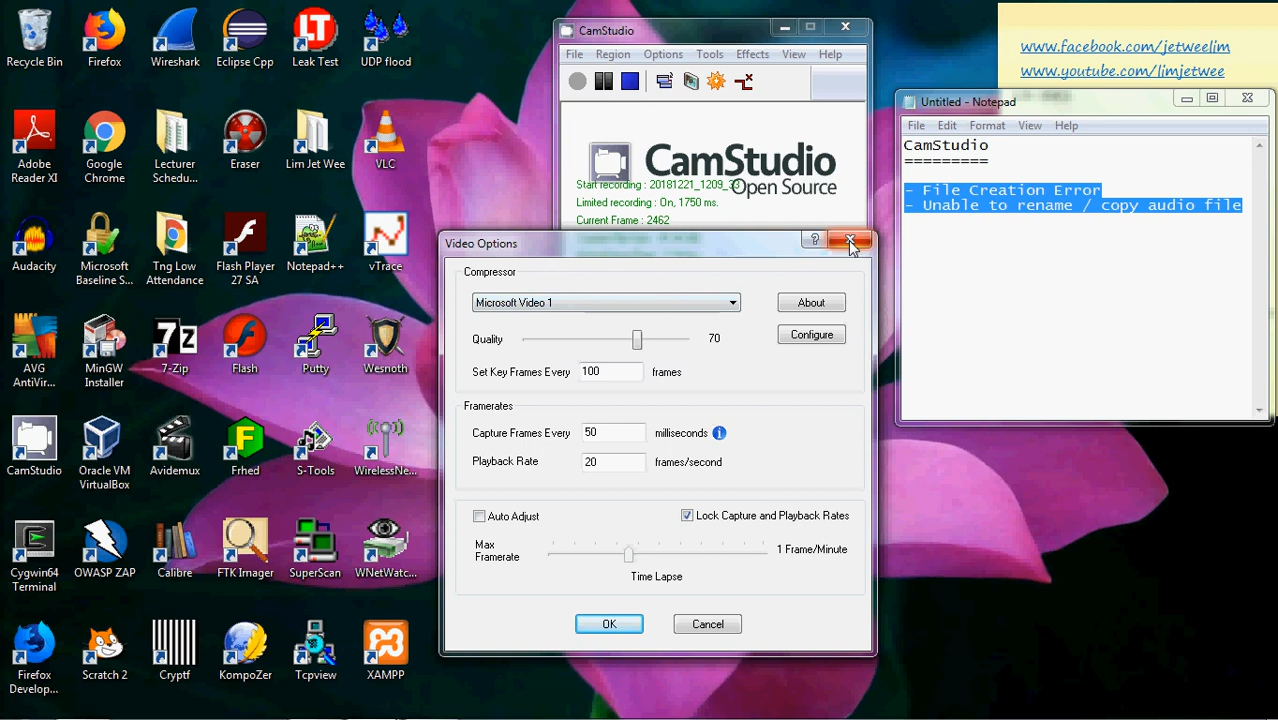 Recycle Bin
Firefox
Wireshark
Eclipse Cpp
LT
Leak Test
UDP flood
Adobe
Reader XI
Google
Chrome
Lecturer
Schedu...
Eraser
Lim Jet Wee
VLC
Audacity
Microsoft
Baseline S...
Tng Low
Attendance
Flash Player
27 SA
Notepad++
vTrace
AVG
AntiVir...
MinGW
Installer
7z
7-Zip
Flash
Putty
Wesnoth
CamStudio
Oracle VM
VirtualBox
Avidemux
F
Frhed
S-Tools
WirelessNe...
Cygwin64
Terminal
OWASP ZAP
Calibre
FTK Imager
SuperScan
WNetWatc...
Firefox
Develop...
Scratch 2
Cryptf
KompoZer
Tcpview
XAMPP
CamStudio
File Region Options Tools Effects View Help
CamStudio
Open Source
Start recording : 20181221_1209_33
Limited recording : On, 1750 ms.
Current Frame : 2462
Video Options
?
Compressor
Microsoft Video 1
About
Quality
70
Configure
Set Key Frames Every 100 frames
Framerates
Capture Frames Every 50 milliseconds
Playback Rate 20 frames/second
Auto Adjust
Lock Capture and Playback Rates
Max
Framerate
1 Frame/Minute
Time Lapse
OK
Cancel
www.facebook.com/jetweelim
www.youtube.com/limjetwee
Untitled - Notepad
File Edit Format View Help
CamStudio
=========
- File Creation Error
- Unable to rename / copy audio file